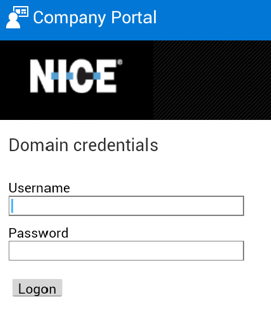 Company Portal
NICE®
Domain credentials
Username
Password
Logon